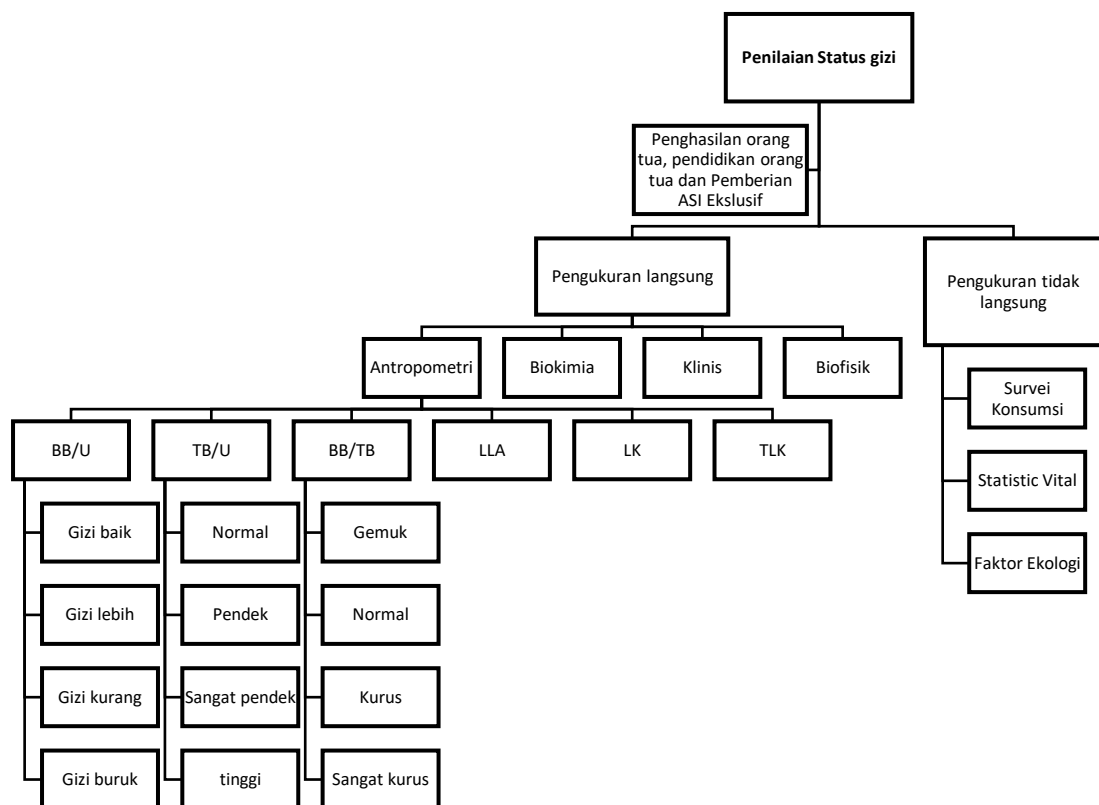 Penilaian Status gizi
Penghasilan orang
tua, pendidikan orang
tua dan Pemberian
ASI Ekslusif
Pengukuran langsung
Pengukuran tidak
langsung
Antropometri
Biokimia
Klinis
Biofisik
Survei
Konsumsi
Statistic Vital
Faktor Ekologi
BB/U
TB/U
BB/TB
LLA
LK
TLK
Gizi baik
Normal
Gemuk
Gizi lebih
Pendek
Normal
Gizi kurang
Sangat pendek
Kurus
Gizi buruk
tinggi
Sangat kurus